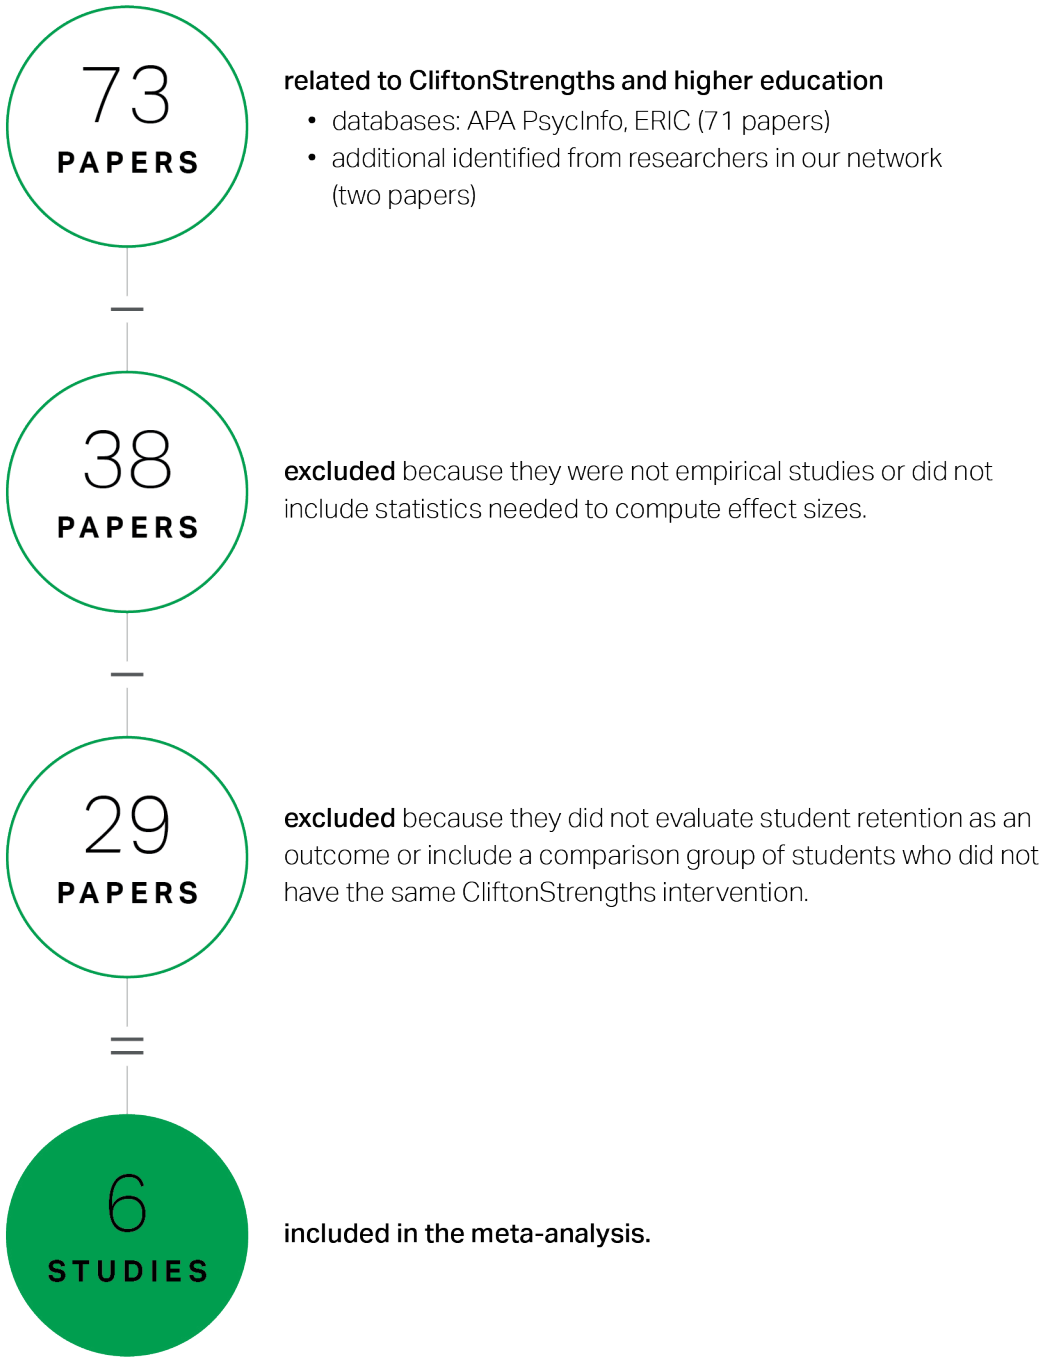 73
PAPERS
related to CliftonStrengths and higher education
• databases: APA PsycInfo, ERIC (71 papers)
• additional identified from researchers in our network
(two papers)
–
38
PAPERS
excluded because they were not empirical studies or did not
include statistics needed to compute effect sizes.
–
29
PAPERS
excluded because they did not evaluate student retention as an
outcome or include a comparison group of students who did not
have the same CliftonStrengths intervention.
=
6
STUDIES
included in the meta-analysis.